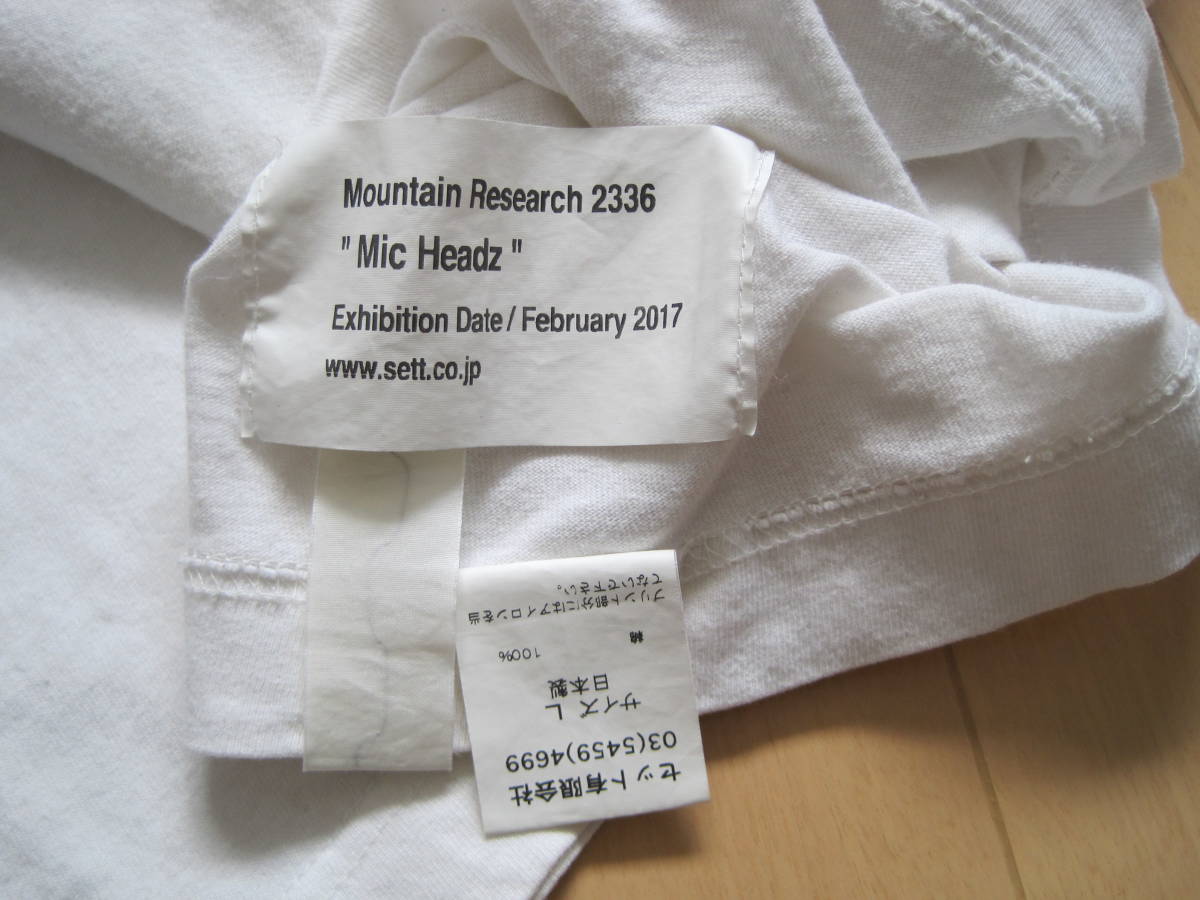 Mountain Research 2336
" Mic Headz "
Exhibition Date / February 2017
www.sett.co.jp
セット有限会社
03(5459)4699
サイズ L
日本製
綿 100%
プリント部分にはアイロンを当
てないで下さい。